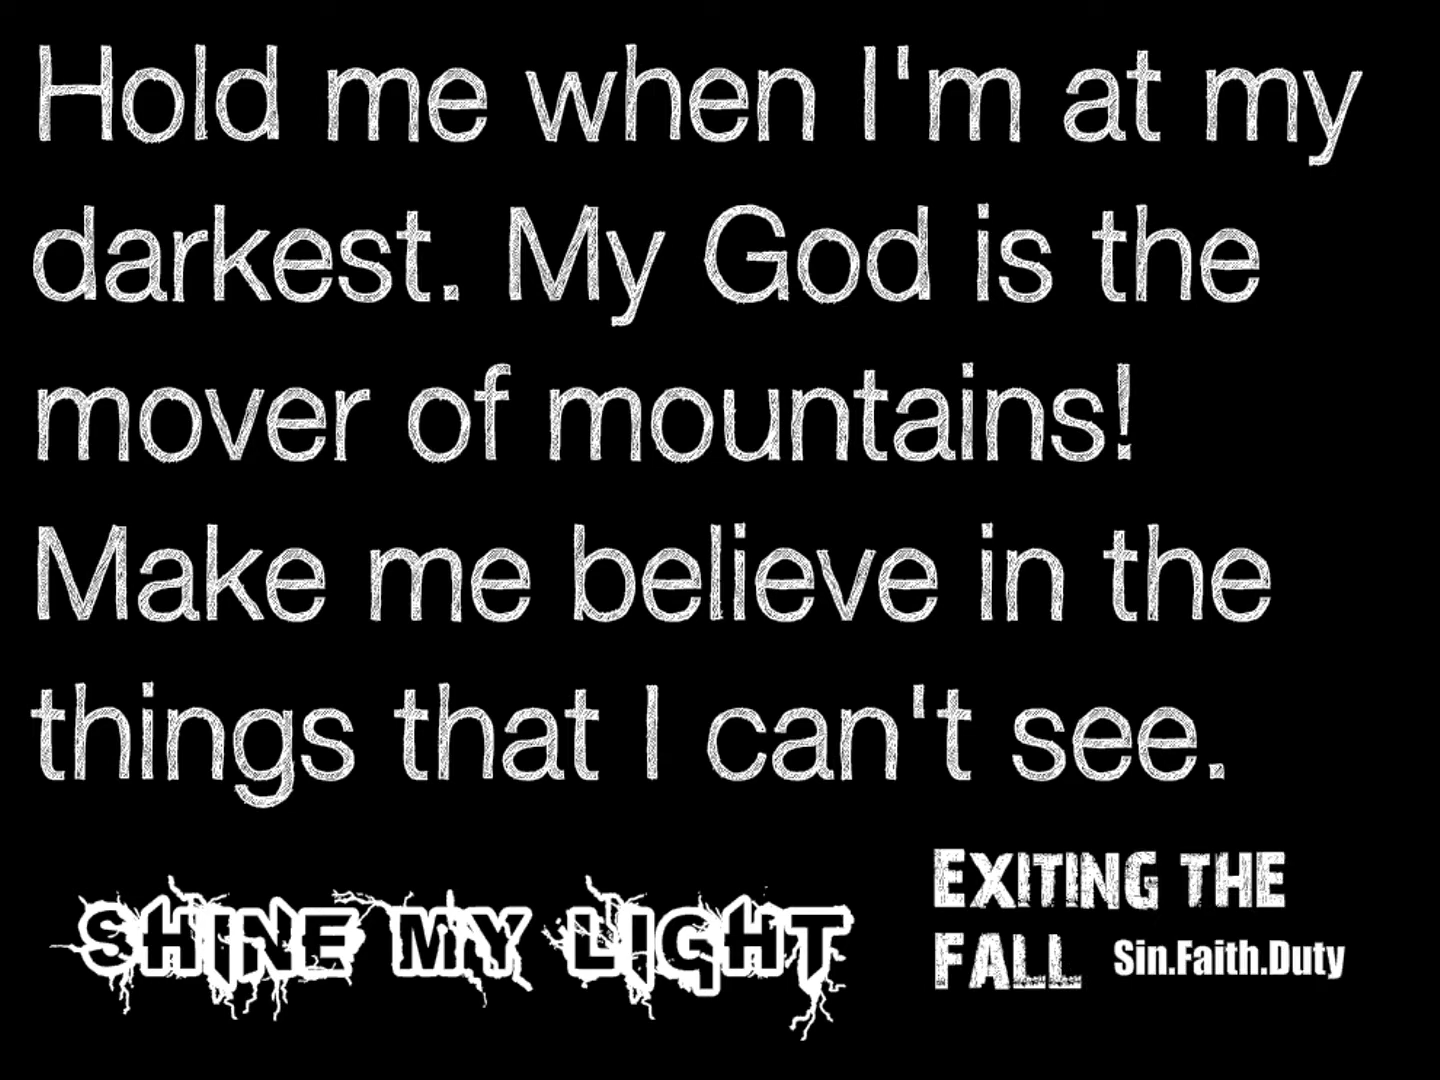 Hold me when I'm at my
darkest. My God is the
mover of mountains!
Make me believe in the
things that I can't see.
SHINE MY LIGHT
EXITING THE
FALL
Sin.Faith.Duty